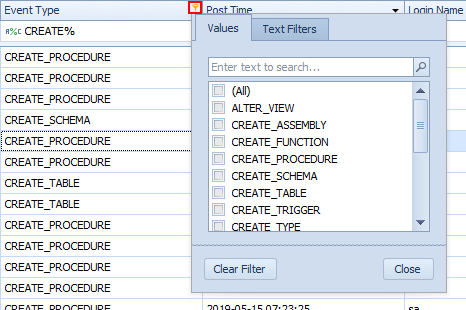 Event Type Post Time Login Name
CREATE%
Values Text Filters
Enter text to search...
(All)
ALTER_VIEW
CREATE_ASSEMBLY
CREATE_FUNCTION
CREATE_PROCEDURE
CREATE_SCHEMA
CREATE_TABLE
CREATE_TRIGGER
CREATE_TYPE
Clear Filter Close
CREATE_PROCEDURE
CREATE_PROCEDURE
CREATE_PROCEDURE
CREATE_SCHEMA
CREATE_PROCEDURE
CREATE_PROCEDURE
CREATE_TABLE
CREATE_TABLE
CREATE_PROCEDURE
CREATE_PROCEDURE
CREATE_PROCEDURE
CREATE_PROCEDURE
CREATE_PROCEDURE 2019-05-15 07:23:25 sa